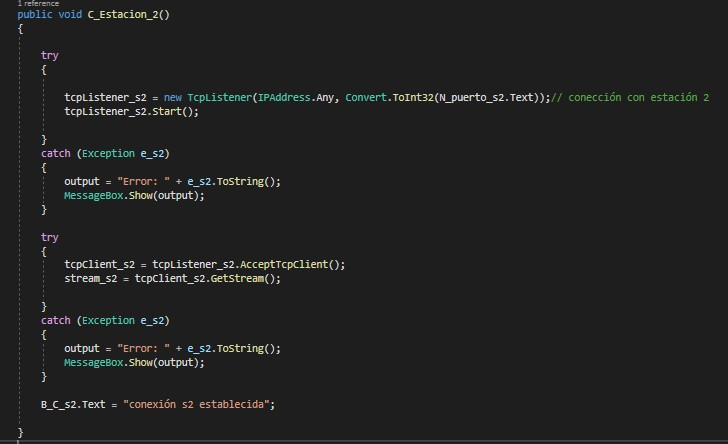 1 reference
public void C_Estacion_2()
{
try
{
tcpListener_s2 = new TcpListener(IPAddress.Any, Convert.ToInt32(N_puerto_s2.Text));// conección con estación 2
tcpListener_s2.Start();
}
catch (Exception e_s2)
{
output = "Error: " + e_s2.ToString();
MessageBox.Show(output);
}
try
{
tcpClient_s2 = tcpListener_s2.AcceptTcpClient();
stream_s2 = tcpClient_s2.GetStream();
}
catch (Exception e_s2)
{
output = "Error: " + e_s2.ToString();
MessageBox.Show(output);
}
B_C_s2.Text = "conexión s2 establecida";
}